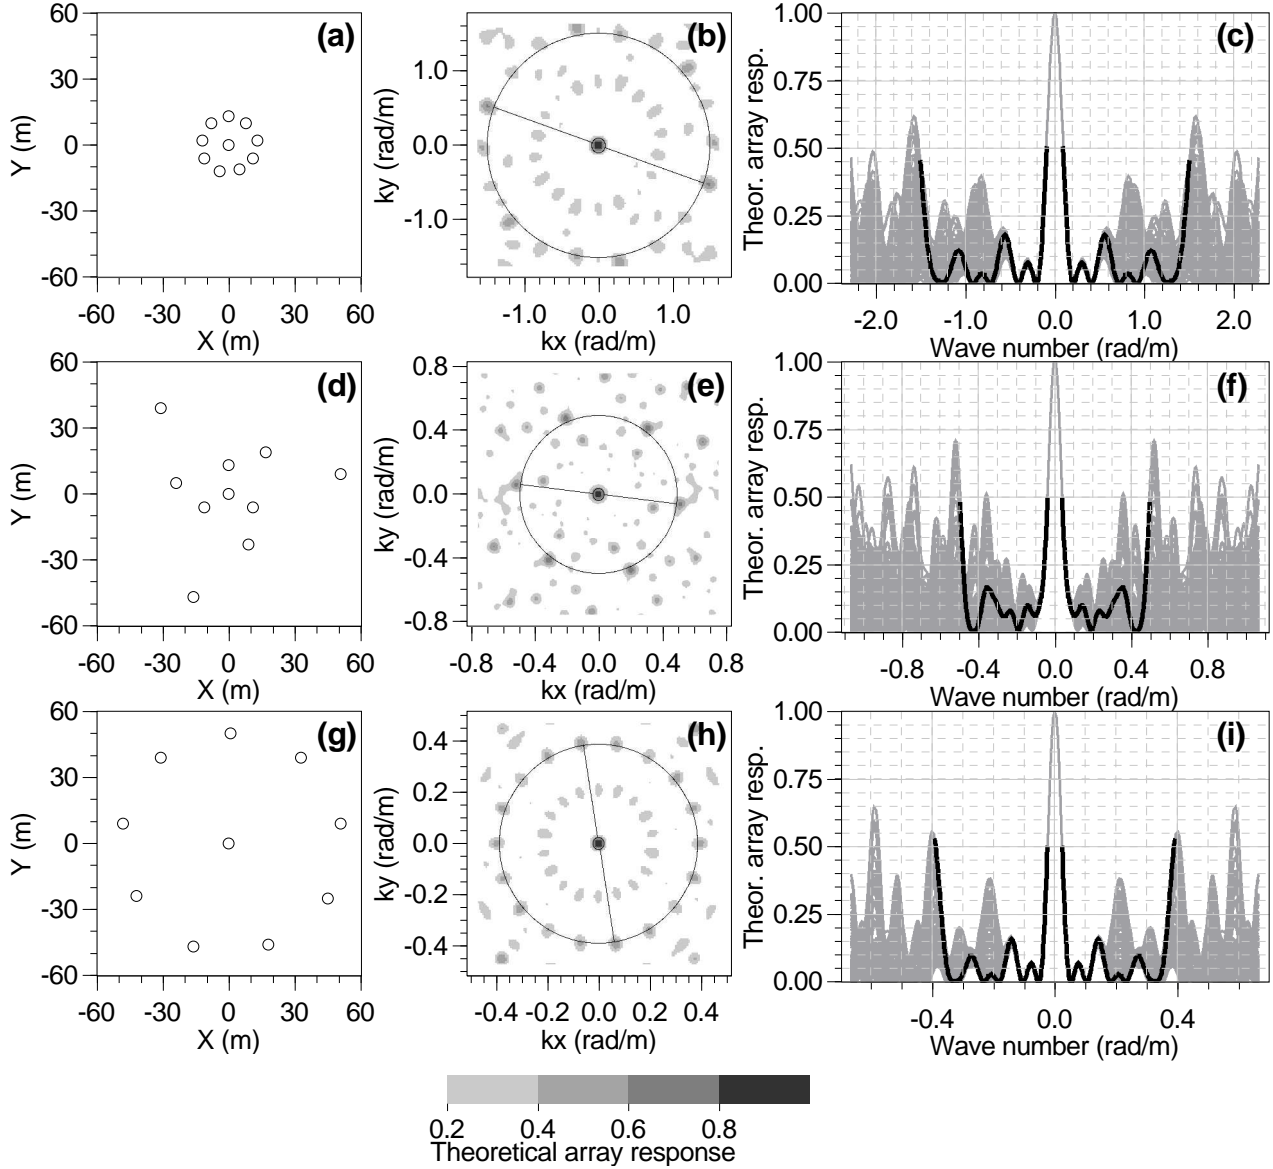 60
30
0
-30
-60
Y (m)
-60 -30 0 30 60
X (m)
(a)
1.0
0.0
-1.0
ky (rad/m)
-1.0 0.0 1.0
kx (rad/m)
(b)
1.00
0.75
0.50
0.25
0.00
Theor. array resp.
-2.0 -1.0 0.0 1.0 2.0
Wave number (rad/m)
(c)
60
30
0
-30
-60
Y (m)
-60 -30 0 30 60
X (m)
(d)
0.8
0.4
0.0
-0.4
-0.8
ky (rad/m)
-0.8 -0.4 0.0 0.4 0.8
kx (rad/m)
(e)
1.00
0.75
0.50
0.25
0.00
Theor. array resp.
-0.8 -0.4 0.0 0.4 0.8
Wave number (rad/m)
(f)
60
30
0
-30
-60
Y (m)
-60 -30 0 30 60
X (m)
(g)
0.4
0.2
0.0
-0.2
-0.4
ky (rad/m)
-0.4 -0.2 0.0 0.2 0.4
kx (rad/m)
(h)
1.00
0.75
0.50
0.25
0.00
Theor. array resp.
-0.4 0.0 0.4
Wave number (rad/m)
(i)
0.2 0.4 0.6 0.8
Theoretical array response